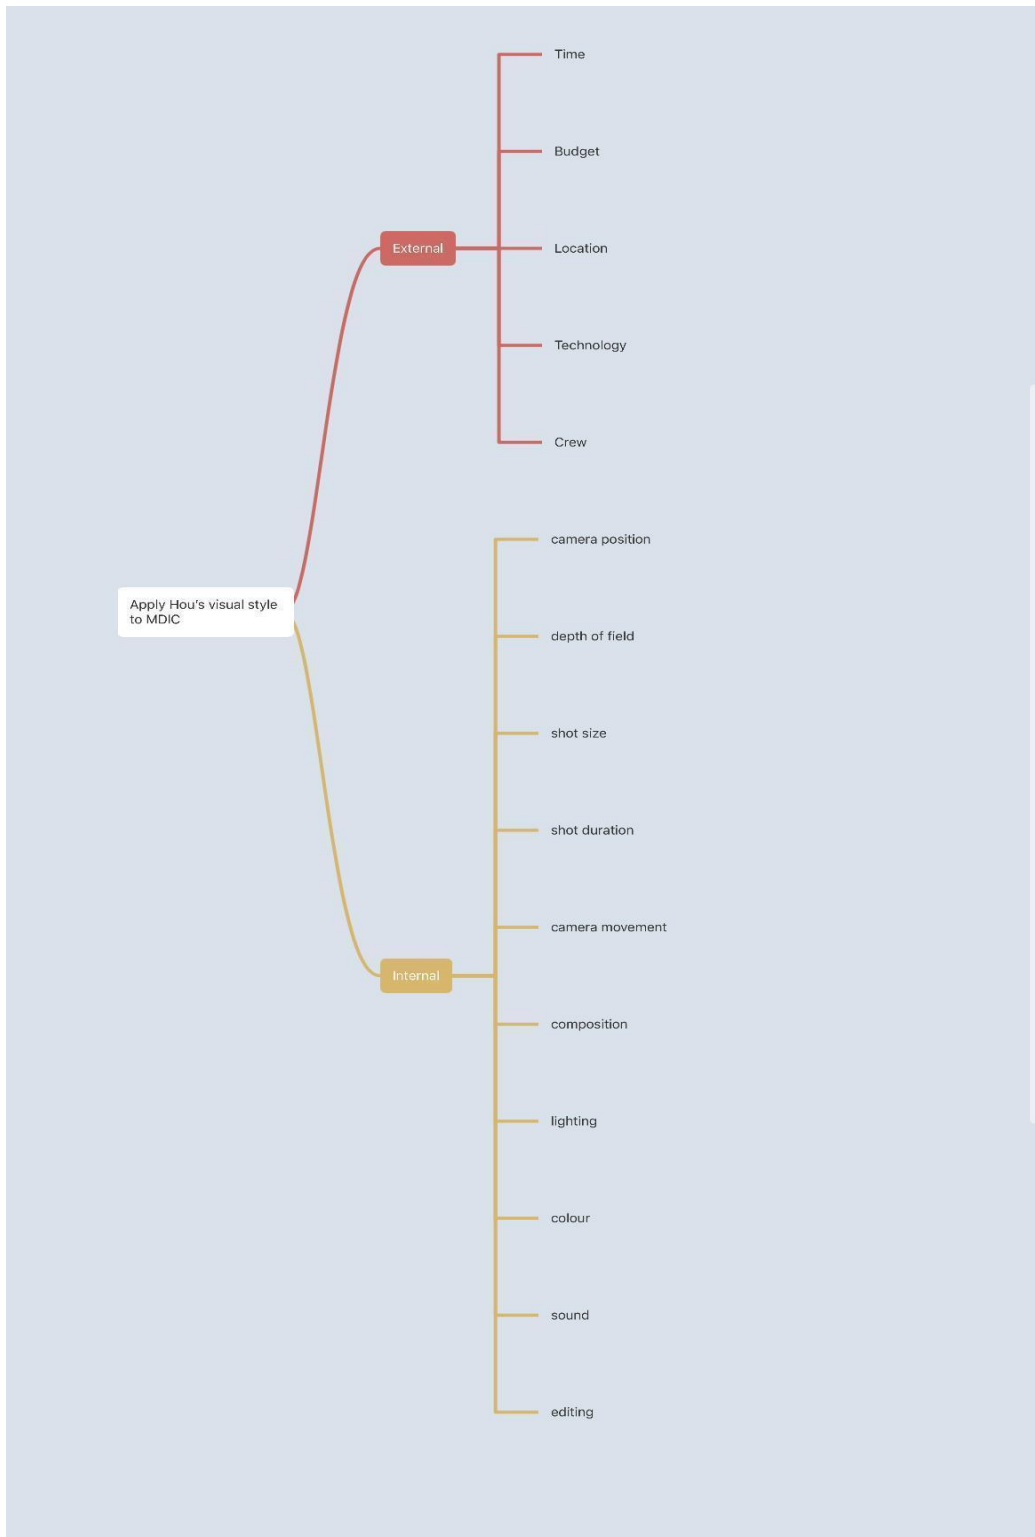 Time
Budget
External
Location
Technology
Crew
camera position
depth of field
Apply Hou's visual style
to MDIC
shot size
shot duration
camera movement
Internal
composition
lighting
colour
sound
editing